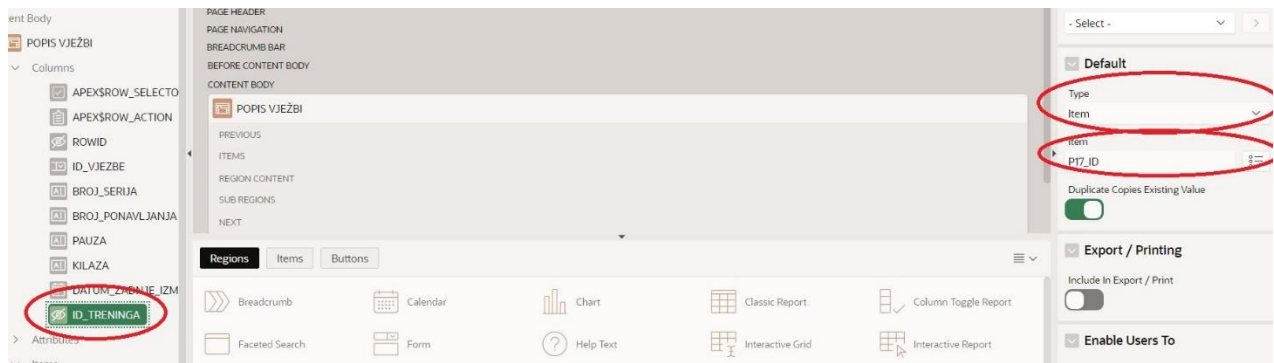 ent Body
POPIS VJEŽBI
Columns
APEX$ROW_SELECTO
APEX$ROW_ACTION
ROWID
ID_VJEZBE
BROJ_SERIJA
BROJ_PONAVLJANJA
PAUZA
KILAZA
DATUM_ZADNJE_IZM
ID_TRENINGA
Attributes
PAGE HEADER
PAGE NAVIGATION
BREADCRUMB BAR
BEFORE CONTENT BODY
CONTENT BODY
POPIS VJEŽBI
PREVIOUS
ITEMS
REGION CONTENT
SUB REGIONS
NEXT
Regions Items Buttons
Breadcrumb Calendar Chart Classic Report Column Toggle Report
Faceted Search Form Help Text Interactive Grid Interactive Report
- Select -
Default
Type
Item
Item
P17_ID
Duplicate Copies Existing Value
Export / Printing
Include In Export / Print
Enable Users To